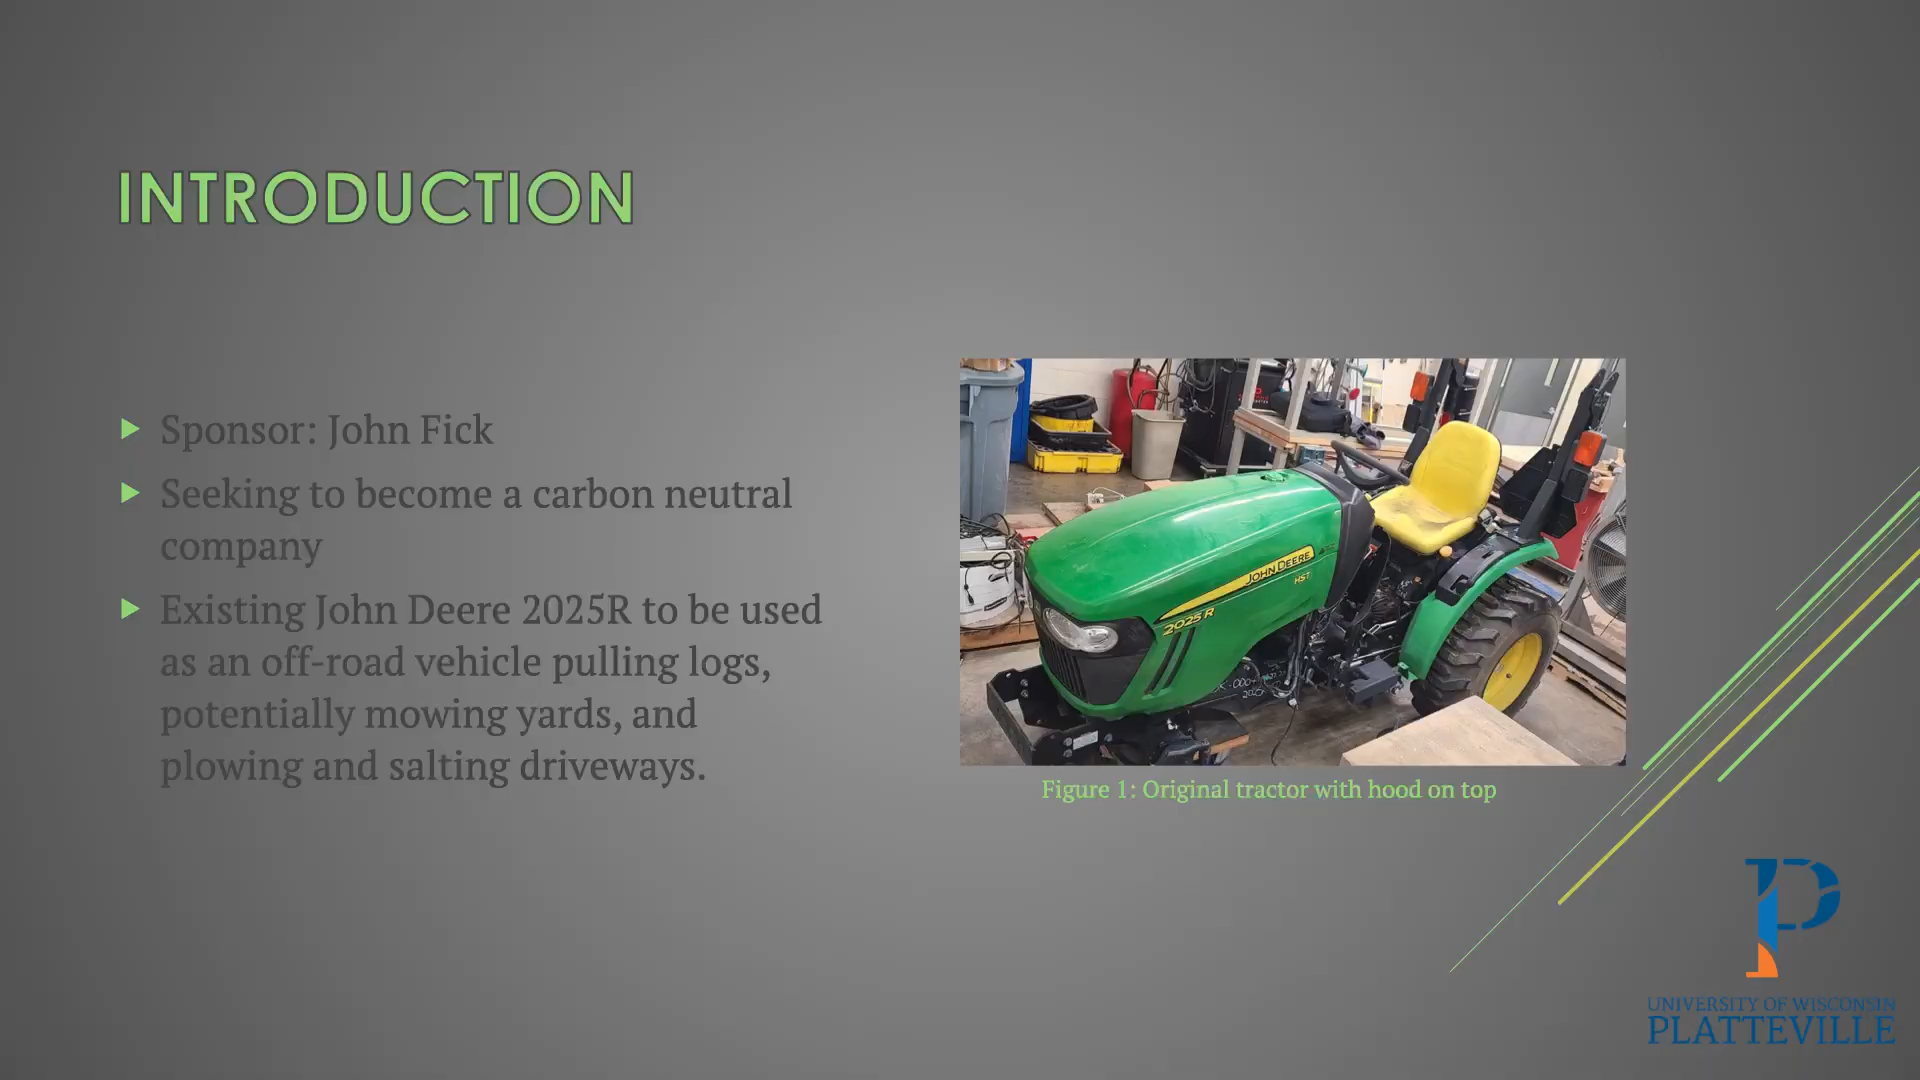 INTRODUCTION
Sponsor: John Fick
Seeking to become a carbon neutral
company
Existing John Deere 2025R to be used
as an off-road vehicle pulling logs,
potentially mowing yards, and
plowing and salting driveways.
JOHN DEERE
HST
2025 R
Figure 1: Original tractor with hood on top
UNIVERSITY OF WISCONSIN
PLATTEVILLE